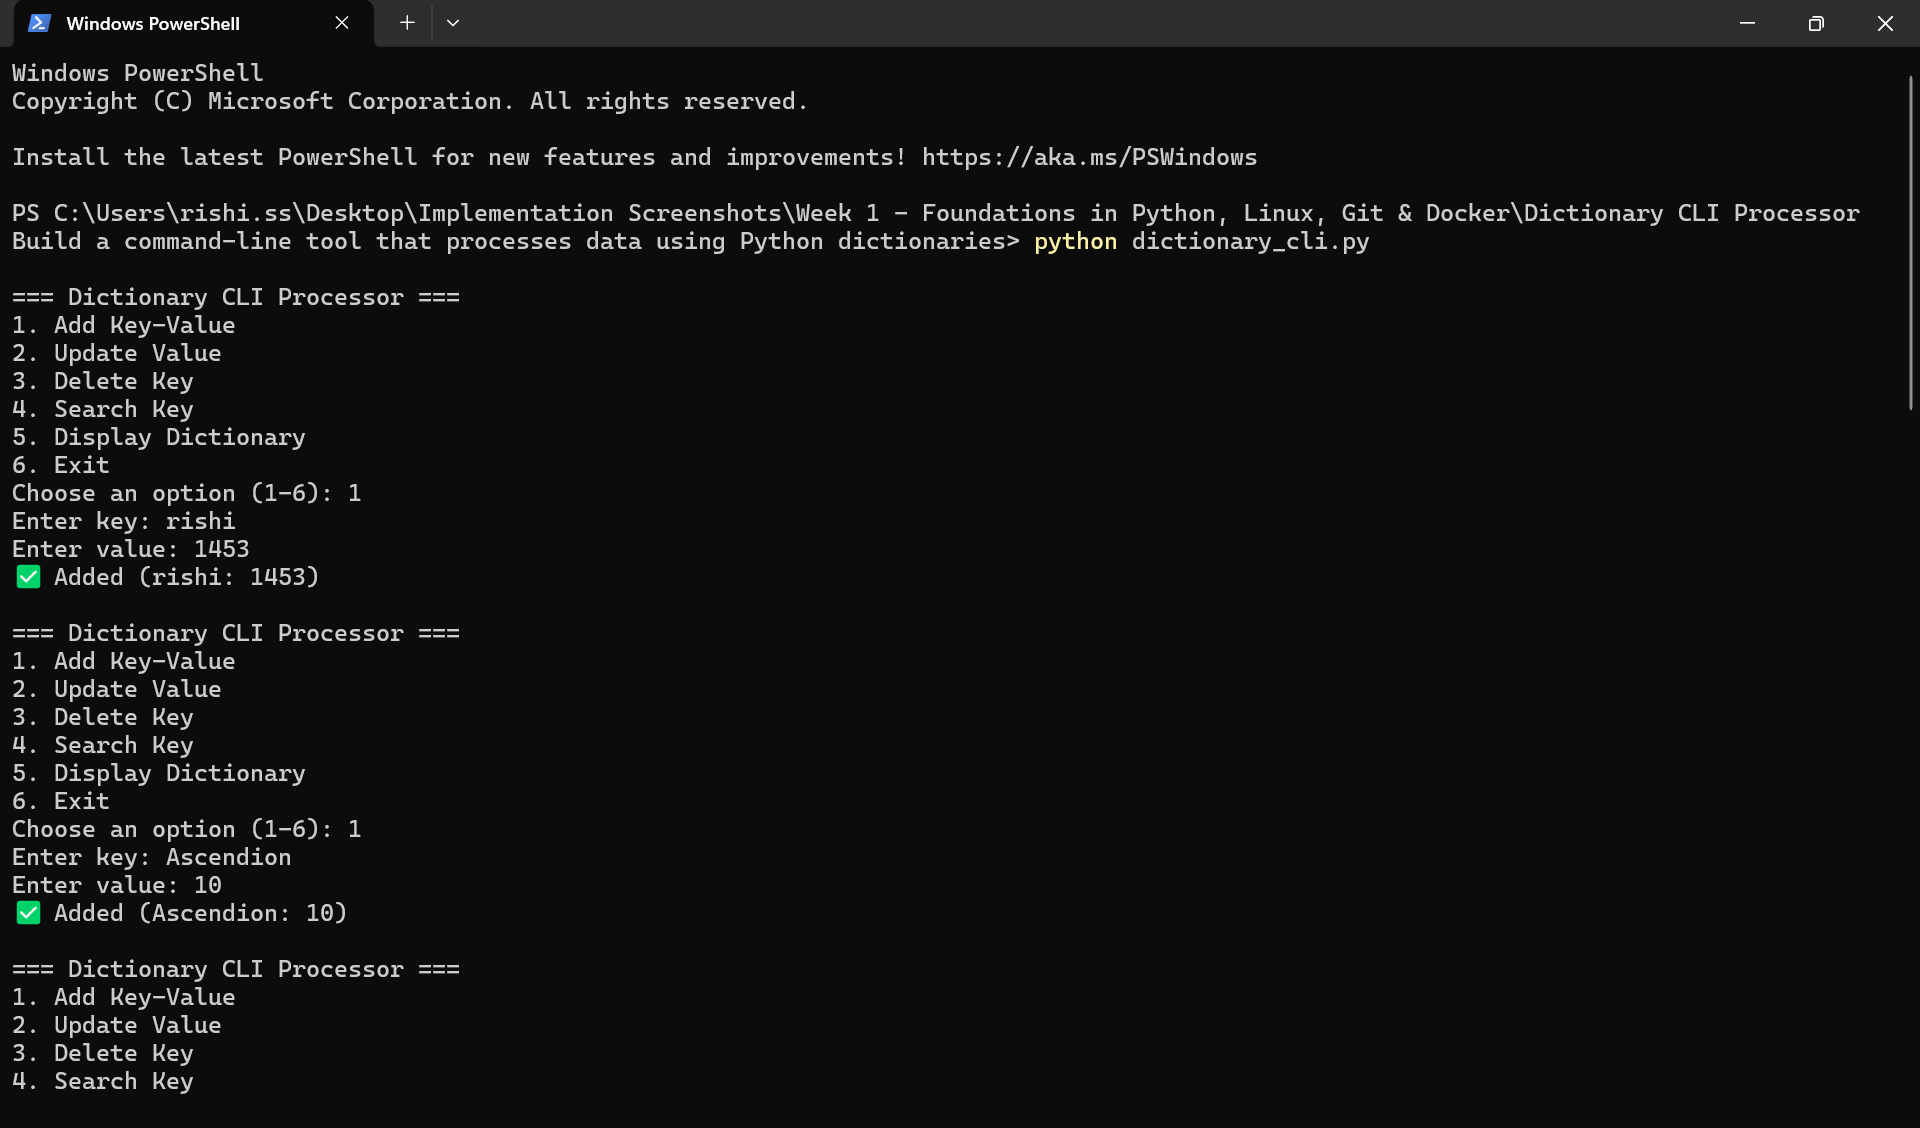 Windows PowerShell
Windows PowerShell
Copyright (C) Microsoft Corporation. All rights reserved.
Install the latest PowerShell for new features and improvements! https://aka.ms/PSWindows
PS C:\Users\rishi.ss\Desktop\Implementation Screenshots\Week 1 - Foundations in Python, Linux, Git & Docker\Dictionary CLI Processor
Build a command-line tool that processes data using Python dictionaries> python dictionary_cli.py
=== Dictionary CLI Processor ===
1. Add Key-Value
2. Update Value
3. Delete Key
4. Search Key
5. Display Dictionary
6. Exit
Choose an option (1-6): 1
Enter key: rishi
Enter value: 1453
✅ Added (rishi: 1453)
=== Dictionary CLI Processor ===
1. Add Key-Value
2. Update Value
3. Delete Key
4. Search Key
5. Display Dictionary
6. Exit
Choose an option (1-6): 1
Enter key: Ascendion
Enter value: 10
✅ Added (Ascendion: 10)
=== Dictionary CLI Processor ===
1. Add Key-Value
2. Update Value
3. Delete Key
4. Search Key